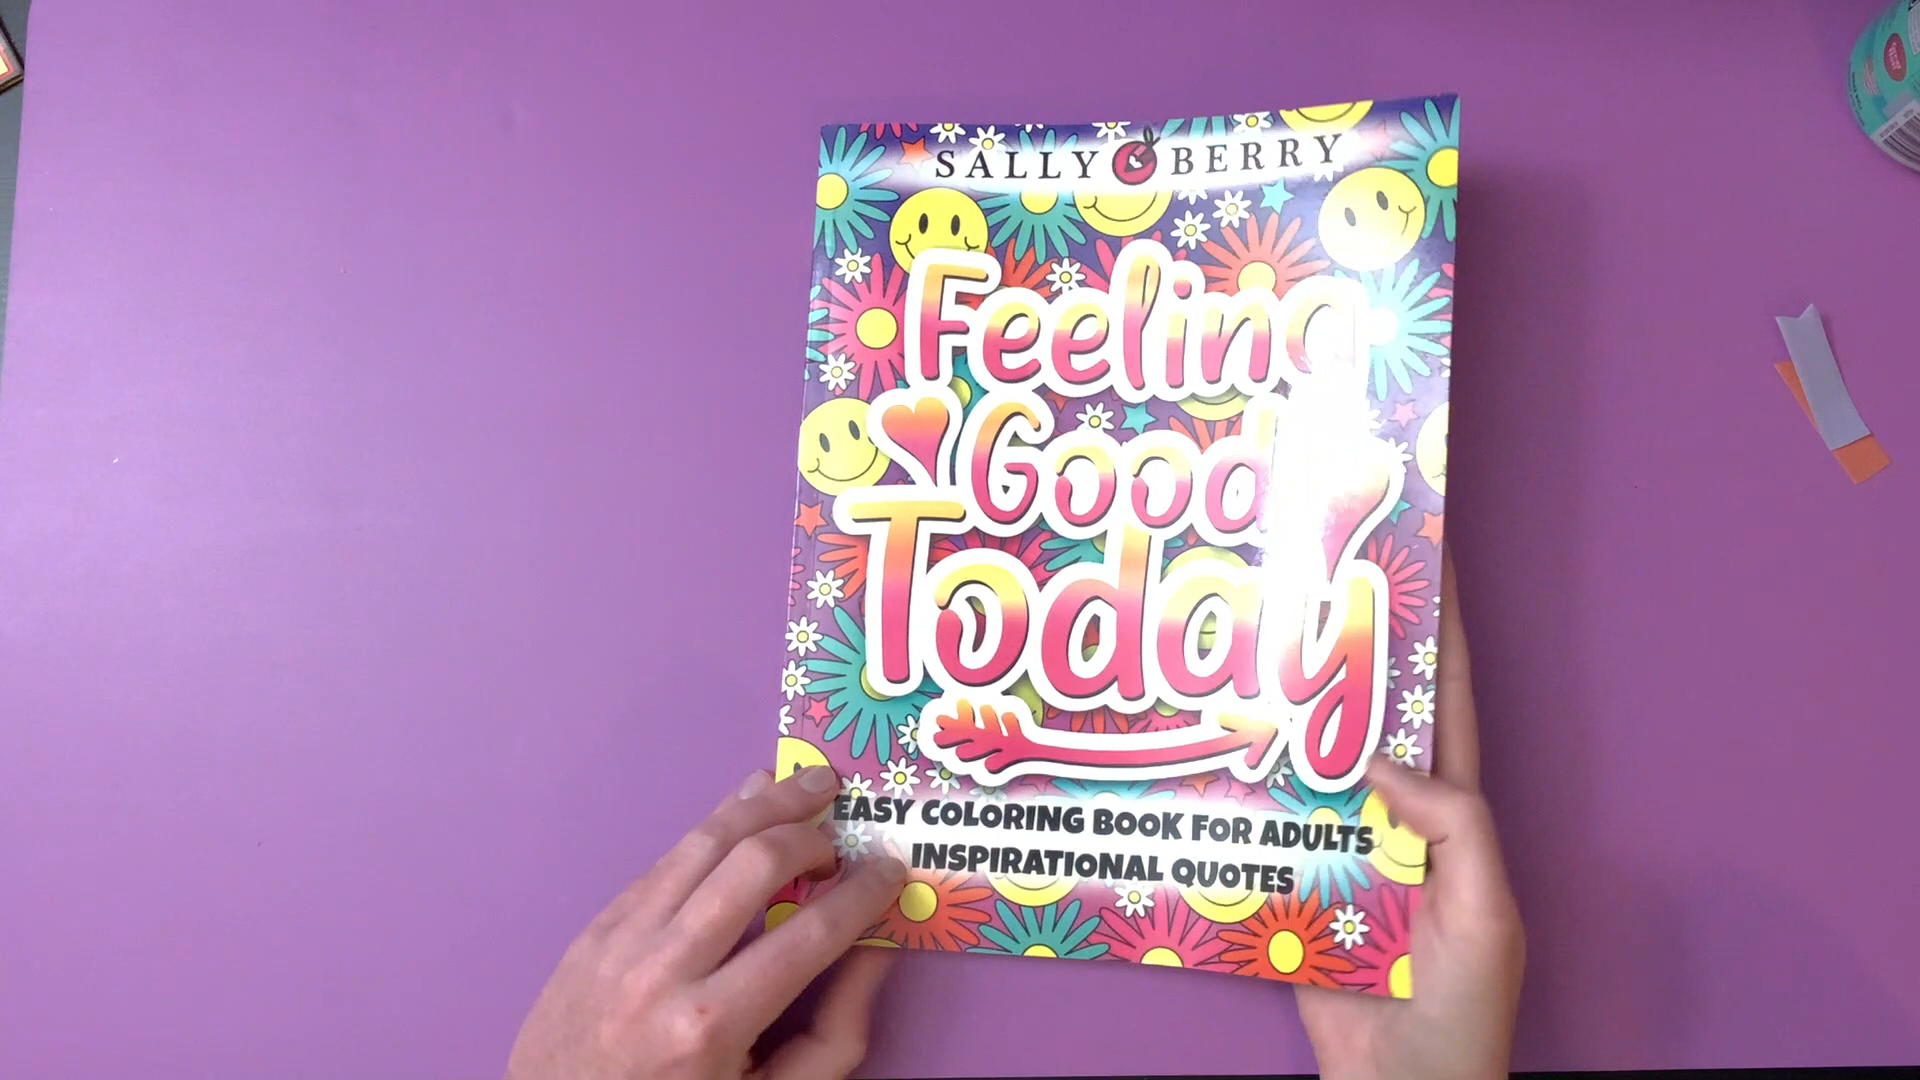 SALLY BERRY
Feeling
Good
Today
EASY COLORING BOOK FOR ADULTS
INSPIRATIONAL QUOTES